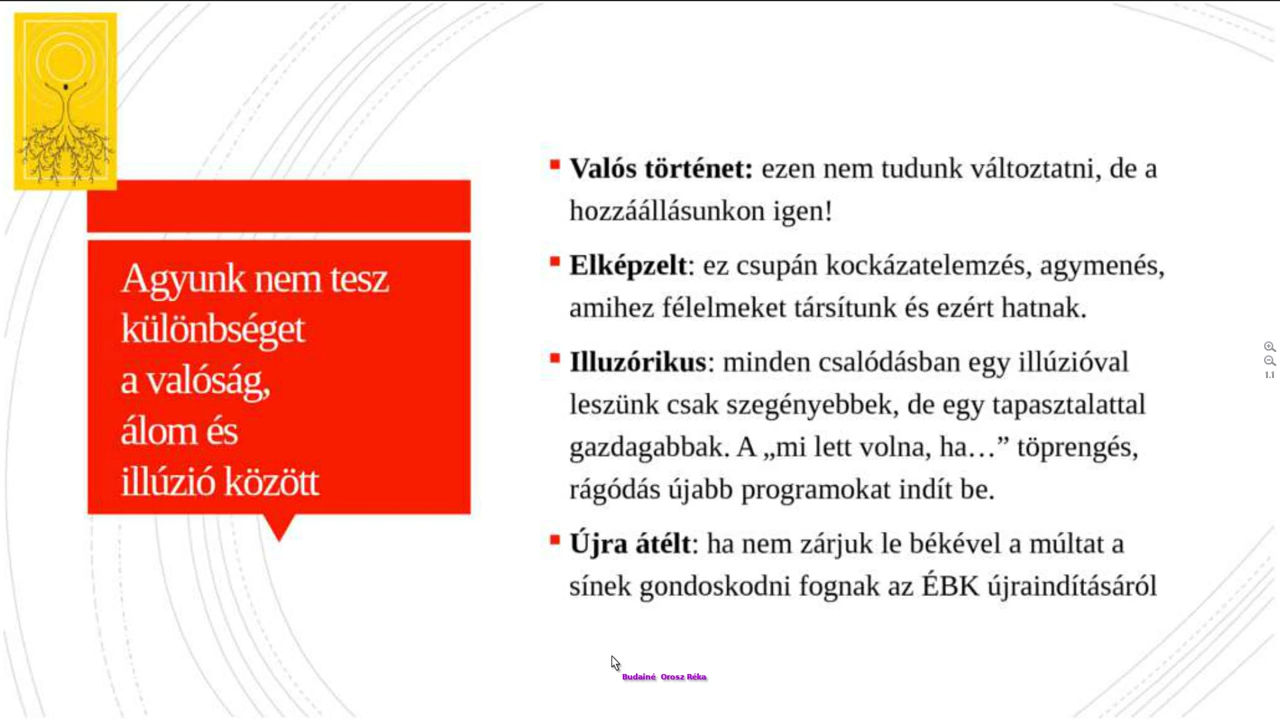 Agyunk nem tesz
különbséget
a valóság,
álom és
illúzió között
Valós történet: ezen nem tudunk változtatni, de a
hozzáállásunkon igen!
Elképzelt: ez csupán kockázatelemzés, agymenés,
amihez félelmeket társítunk és ezért hatnak.
Illuzórikus: minden csalódásban egy illúzióval
leszünk csak szegényebbek, de egy tapasztalattal
gazdagabbak. A „mi lett volna, ha…” töprengés,
rágódás újabb programokat indít be.
Újra átélt: ha nem zárjuk le békével a múltat a
sínek gondoskodni fognak az ÉBK újraindításáról
1.1
Budainé Orosz Réka